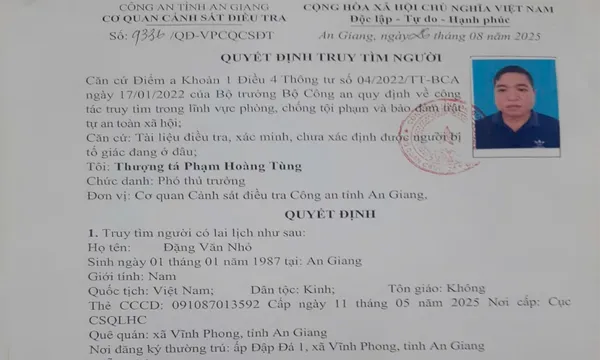 CÔNG AN TỈNH AN GIANG
CƠ QUAN CẢNH SÁT ĐIỀU TRA
Số: 9336/QĐ-VPCQCSĐT
CỘNG HÒA XÃ HỘI CHỦ NGHĨA VIỆT NAM
Độc lập - Tự do - Hạnh phúc
An Giang, ngày tháng 08 năm 2025
QUYẾT ĐỊNH TRUY TÌM NGƯỜI
Căn cứ Điểm a Khoản 1 Điều 4 Thông tư số 04/2022/TT-BCA
ngày 17/01/2022 của Bộ trưởng Bộ Công an quy định về công
tác truy tìm trong lĩnh vực phòng, chống tội phạm và bảo đảm trật
tự an toàn xã hội;
Căn cứ: Tài liệu điều tra, xác minh, chưa xác định được người bị
tố giác đang ở đâu;
Tôi: Thượng tá Phạm Hoàng Tùng
Chức danh: Phó thủ trưởng
Đơn vị: Cơ quan Cảnh sát điều tra Công an tỉnh An Giang,
QUYẾT ĐỊNH
1. Truy tìm người có lai lịch như sau:
Họ tên: Đặng Văn Nhỏ
Sinh ngày 01 tháng 01 năm 1987 tại: An Giang
Giới tính: Nam
Quốc tịch: Việt Nam; Dân tộc: Kinh; Tôn giáo: Không
Thẻ CCCD: 091087013592 Cấp ngày 11 tháng 05 năm 2025 Nơi cấp: Cục
CSQLHC
Quê quán: xã Vĩnh Phong, tỉnh An Giang
Nơi đăng ký thường trú: ấp Đập Đá 1, xã Vĩnh Phong, tỉnh An Giang